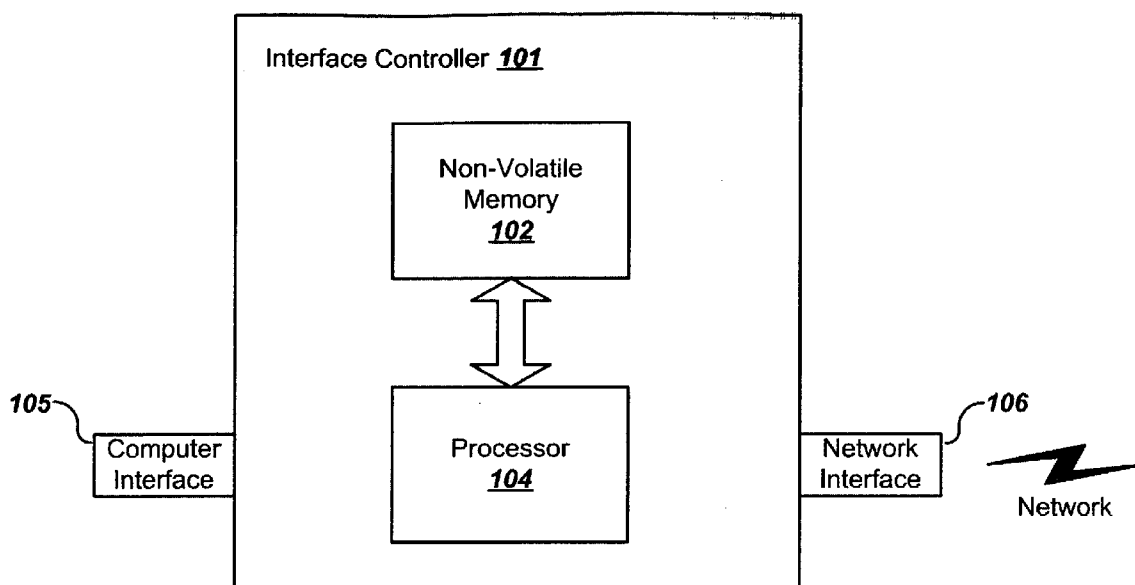 Interface Controller 101
Non-Volatile
Memory
102
105
106
Computer
Interface
Processor
104
Network
Interface
Network